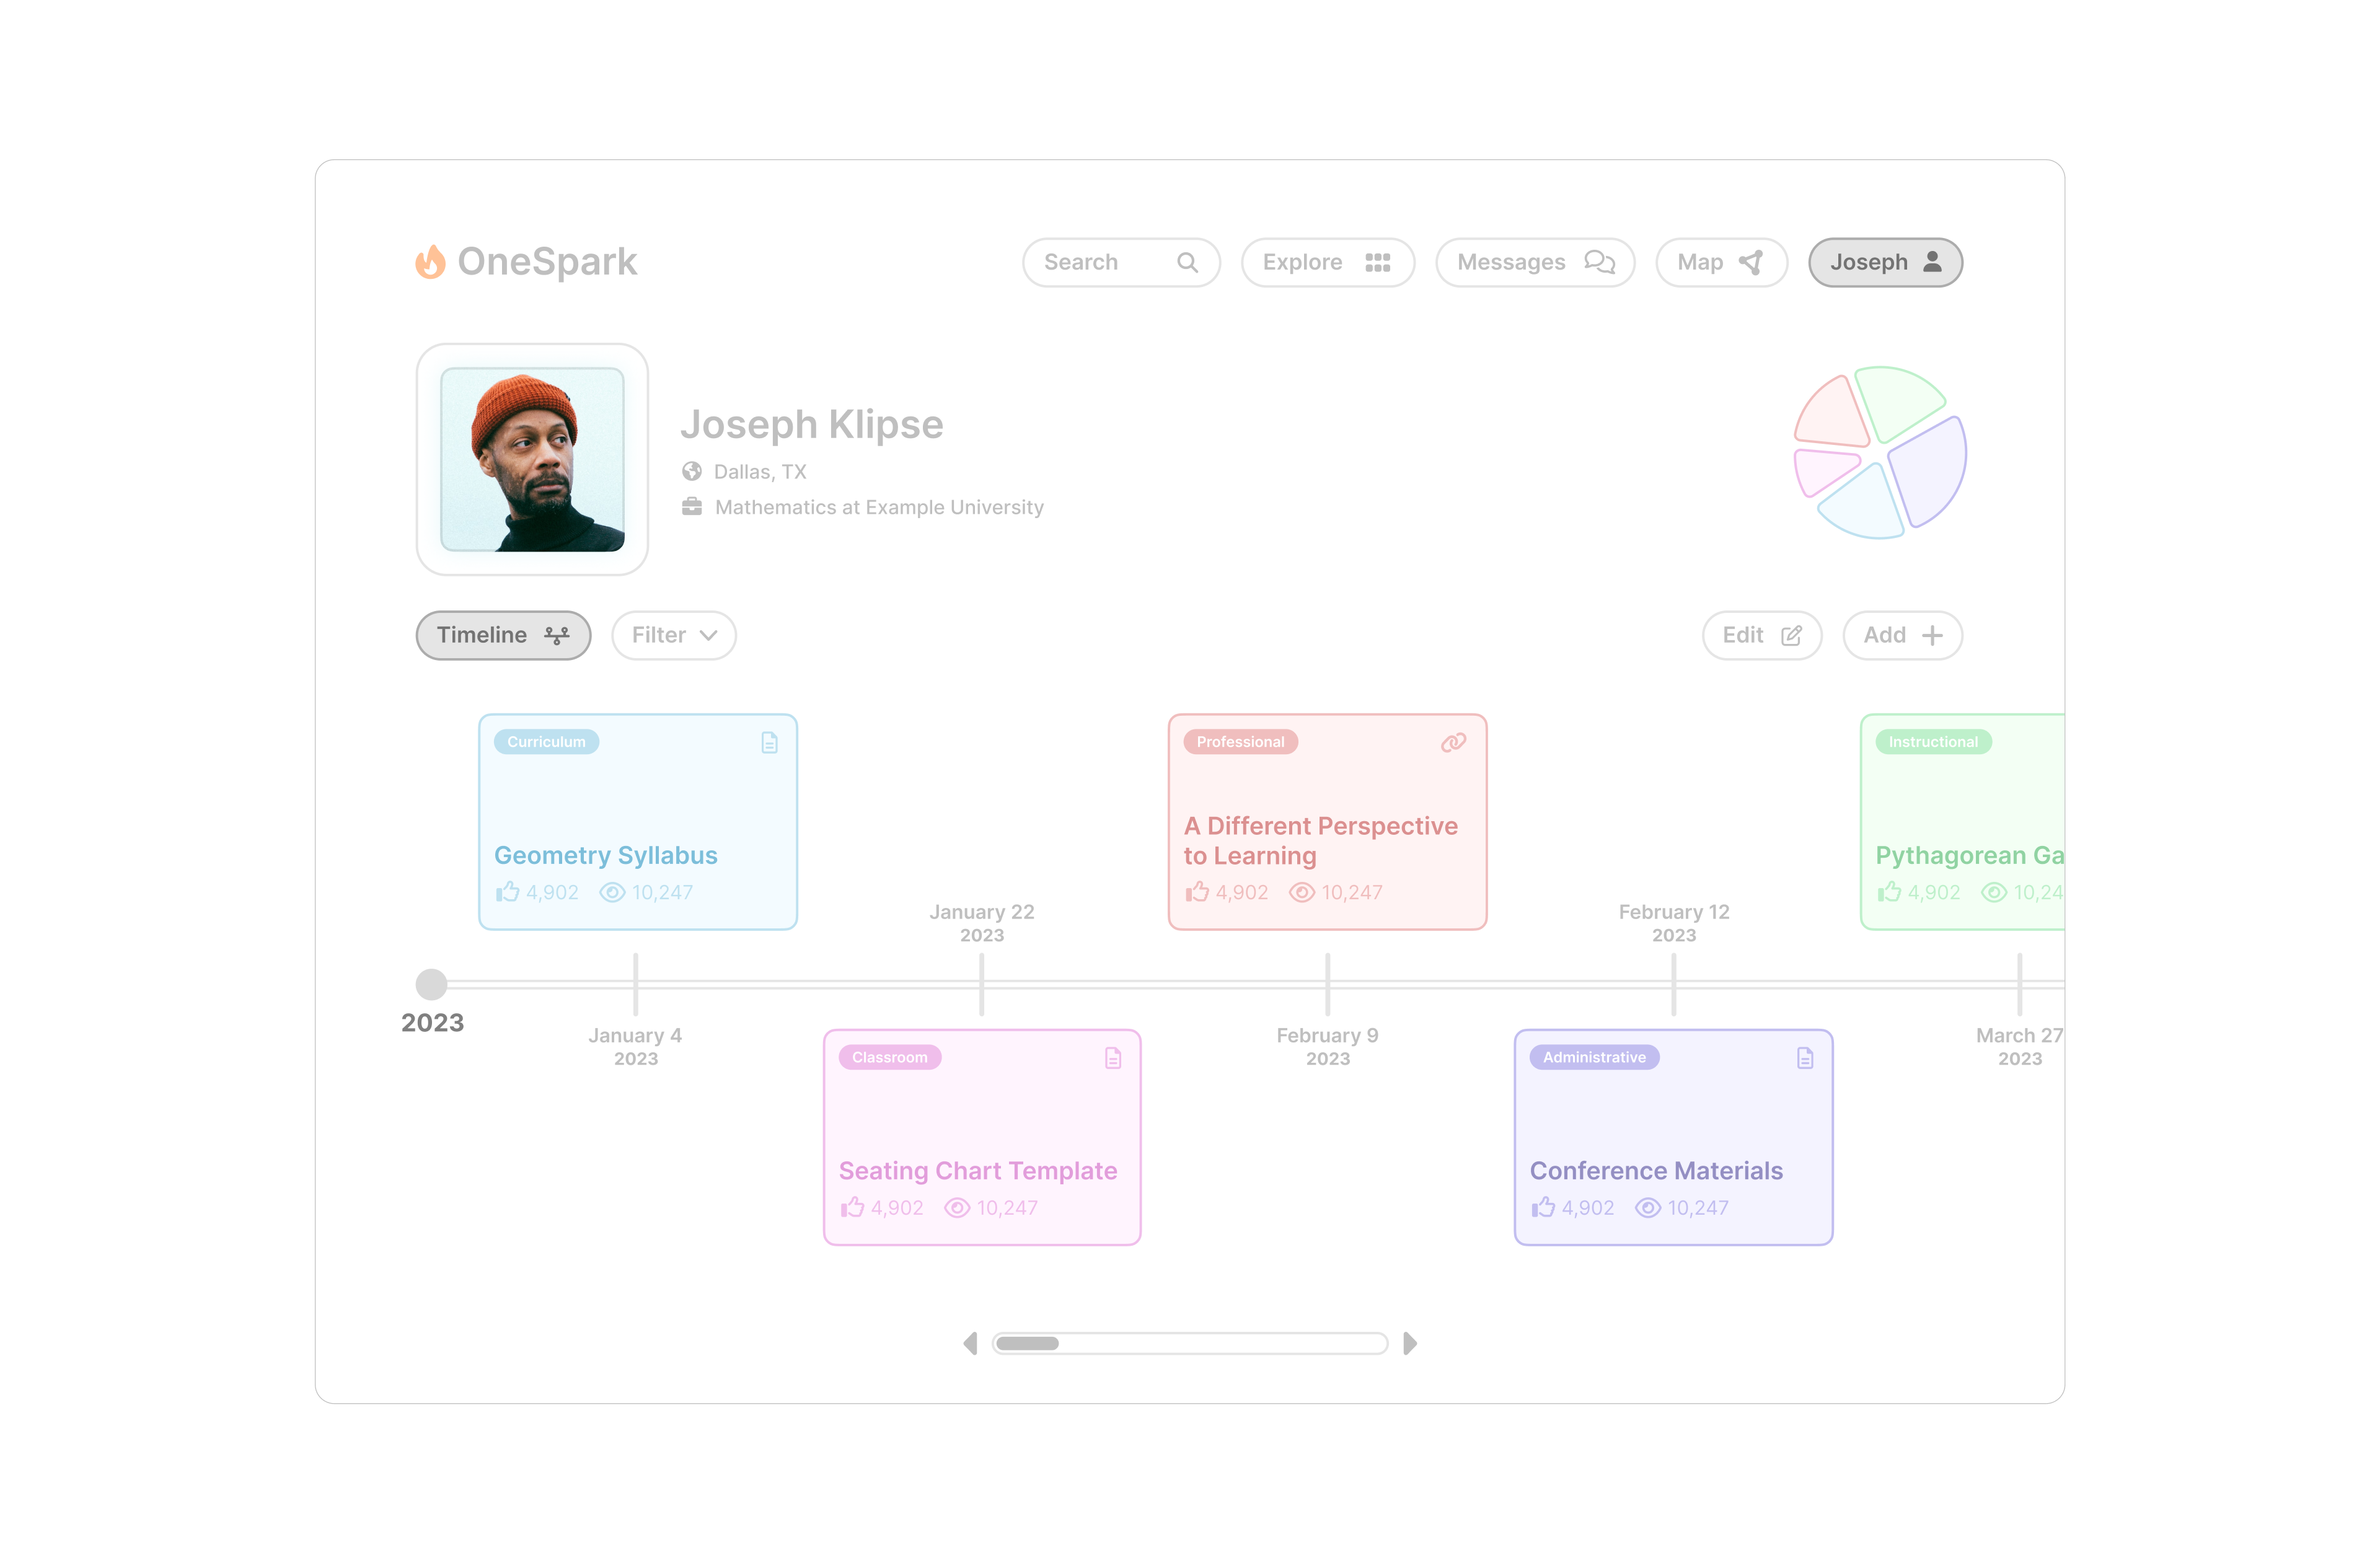 OneSpark
Search
Explore
Messages
Map
Joseph
Joseph Klipse
Dallas, TX
Mathematics at Example University
Timeline
Filter
Edit
Add
Curriculum
Geometry Syllabus
4,902 10,247
Professional
A Different Perspective
to Learning
4,902 10,247
Instructional
Pythagorean Ga
4,902 10,24
January 22
2023
February 12
2023
2023
January 4
2023
February 9
2023
March 27
2023
Classroom
Seating Chart Template
4,902 10,247
Administrative
Conference Materials
4,902 10,247